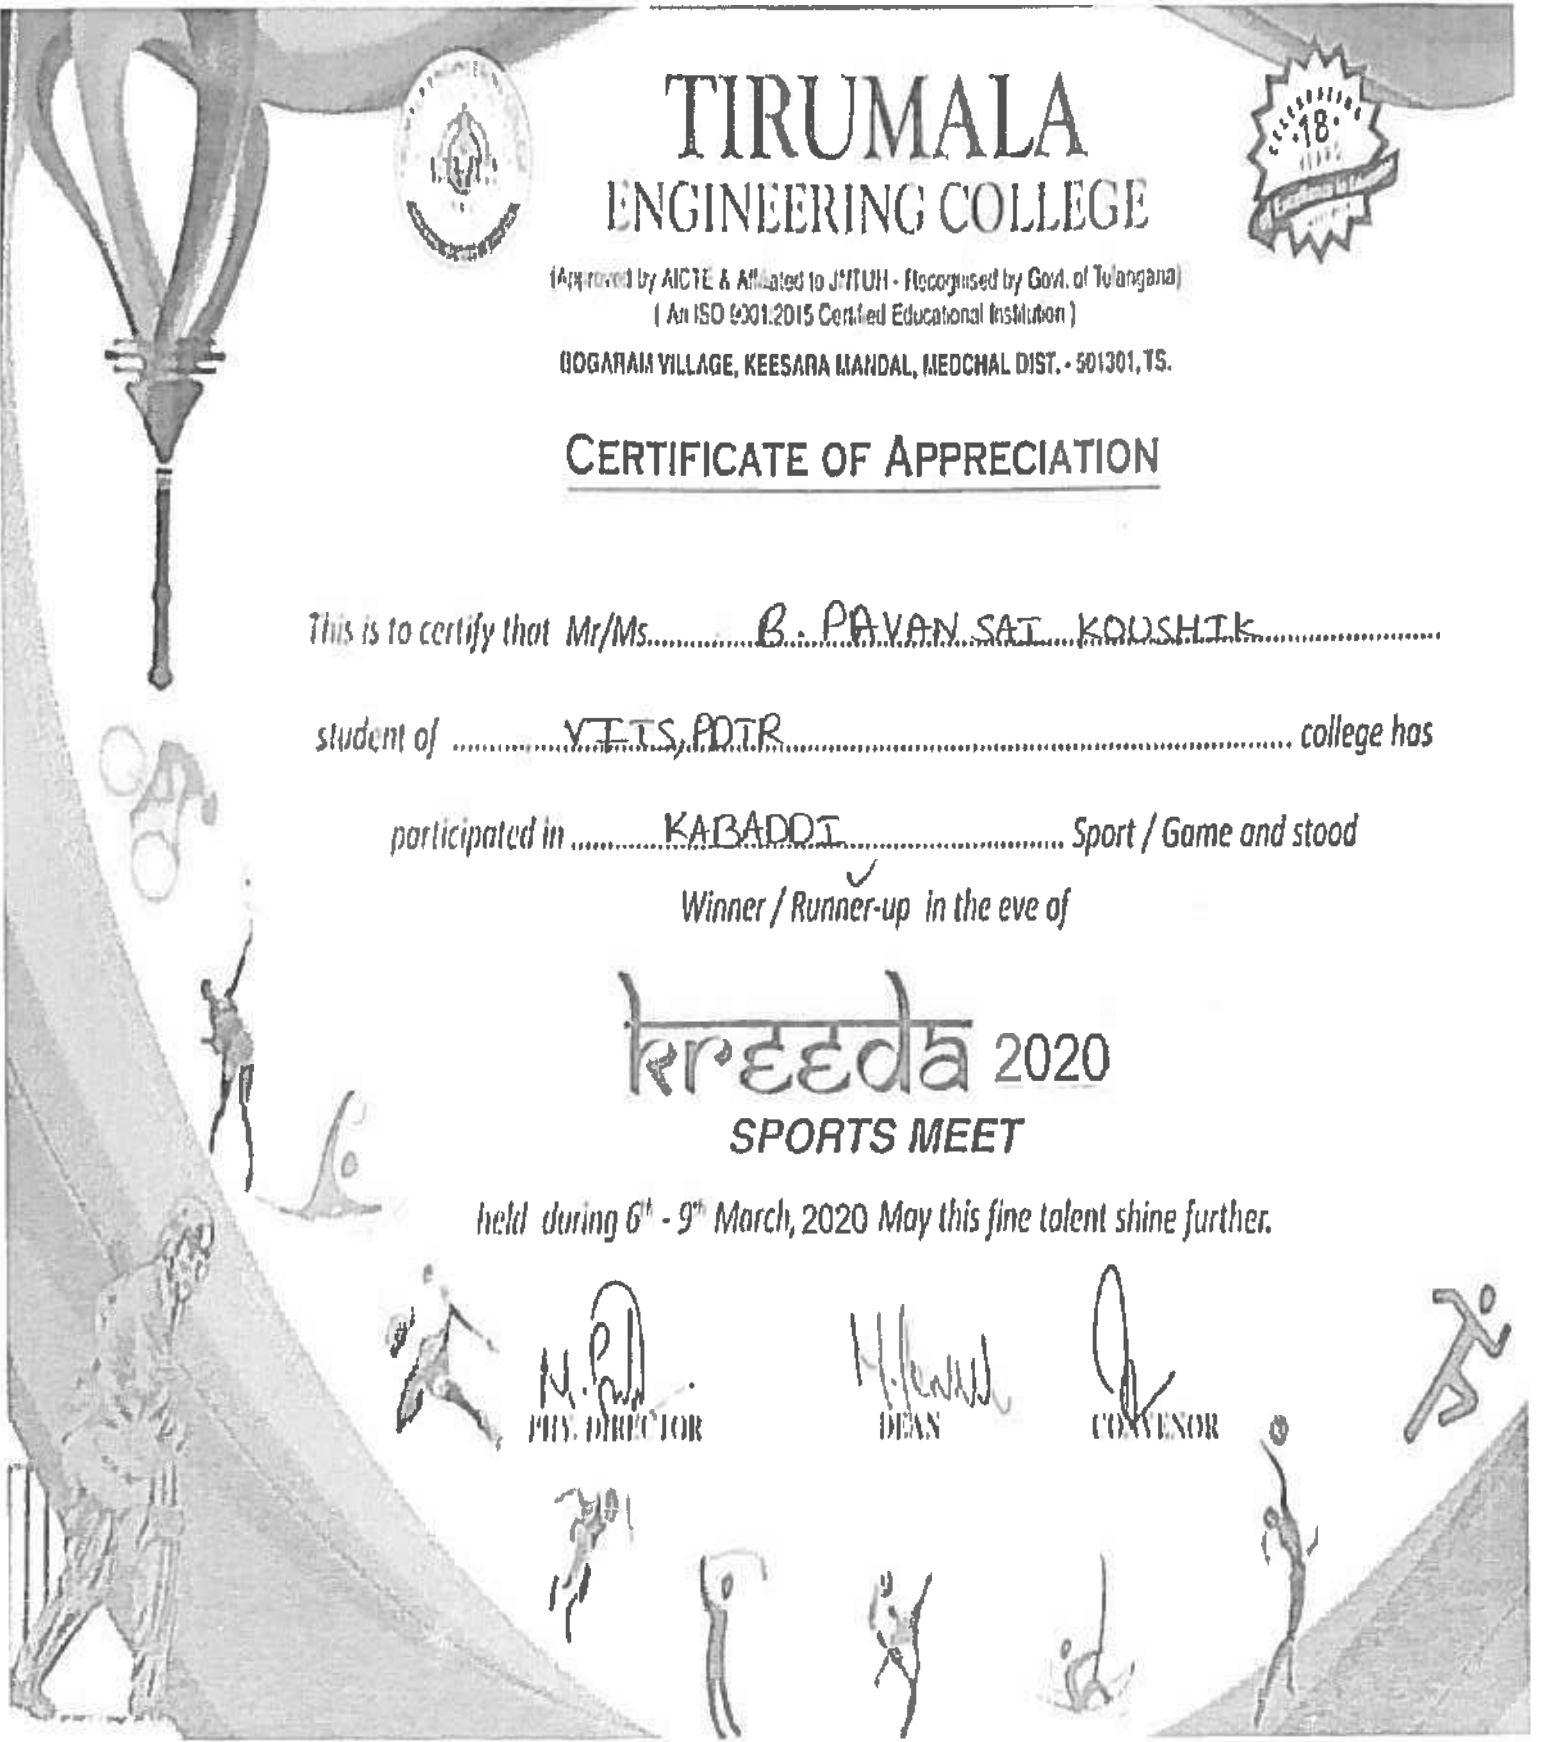 TIRUMALA
ENGINEERING COLLEGE
CELEBRATING
18
YEARS
(Approved by AICTE & Affiliated to JNTUH - Recognised by Govt. of Telangana)
( An ISO 9001:2015 Certified Educational Institution )
BOGARAM VILLAGE, KEESARA MANDAL, MEDCHAL DIST. - 501301, TS.
CERTIFICATE OF APPRECIATION
This is to certify that Mr/Ms.............B. PAVAN SAI KOUSHIK..................
student of ............VITS, PDTR.................................... college has
participated in ..........KABADDI...................... Sport / Game and stood
✓
Winner / Runner-up in the eve of
kreeda 2020
SPORTS MEET
held during 6th - 9th March, 2020 May this fine talent shine further.
PHY. DIRECTOR DEAN CONVENOR